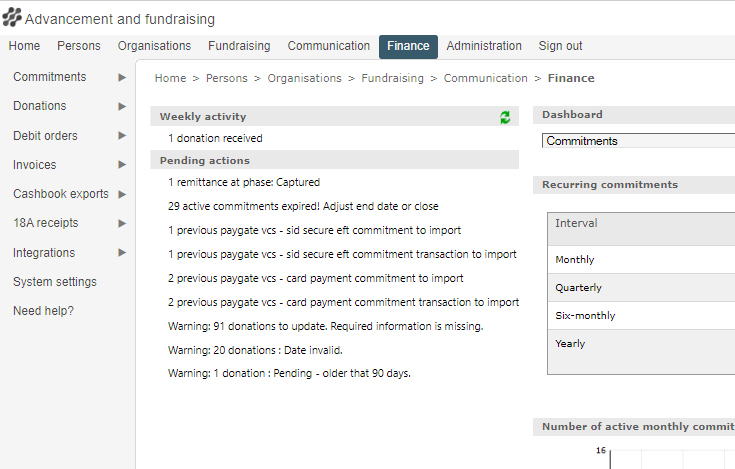 Advancement and fundraising
Home Persons Organisations Fundraising Communication Finance Administration Sign out
Commitments
Donations
Debit orders
Invoices
Cashbook exports
18A receipts
Integrations
System settings
Need help?
Home > Persons > Organisations > Fundraising > Communication > Finance
Weekly activity
1 donation received
Pending actions
1 remittance at phase: Captured
29 active commitments expired! Adjust end date or close
1 previous paygate vcs - sid secure eft commitment to import
1 previous paygate vcs - sid secure eft commitment transaction to import
2 previous paygate vcs - card payment commitment to import
2 previous paygate vcs - card payment commitment transaction to import
Warning: 91 donations to update. Required information is missing.
Warning: 20 donations : Date invalid.
Warning: 1 donation : Pending - older that 90 days.
Dashboard
Commitments
Recurring commitments
Interval
Monthly
Quarterly
Six-monthly
Yearly
Number of active monthly commit
16